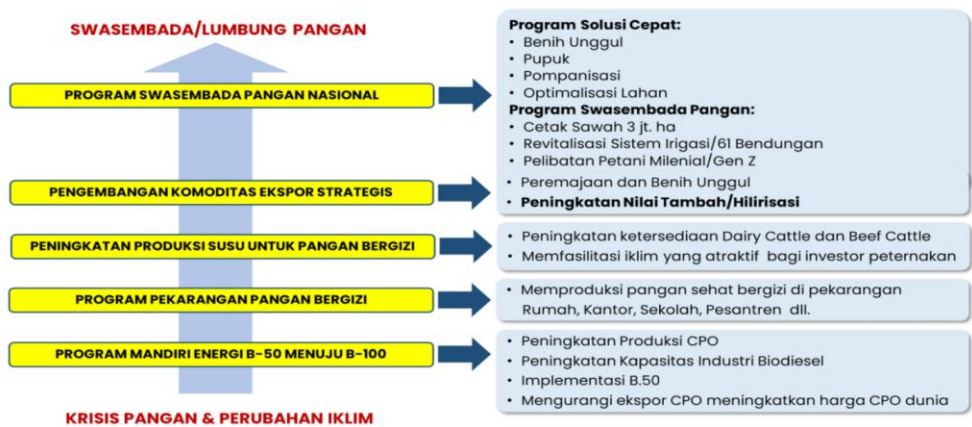 SWASEMBADA/LUMBUNG PANGAN
PROGRAM SWASEMBADA PANGAN NASIONAL
Program Solusi Cepat:
• Benih Unggul
• Pupuk
• Pompanisasi
• Optimalisasi Lahan
Program Swasembada Pangan:
• Cetak Sawah 3 jt. ha
• Revitalisasi Sistem Irigasi/61 Bendungan
• Pelibatan Petani Milenial/Gen Z
PENGEMBANGAN KOMODITAS EKSPOR STRATEGIS
• Peremajaan dan Benih Unggul
• Peningkatan Nilai Tambah/Hilirisasi
PENINGKATAN PRODUKSI SUSU UNTUK PANGAN BERGIZI
• Peningkatan ketersediaan Dairy Cattle dan Beef Cattle
• Memfasilitasi iklim yang atraktif bagi investor peternakan
PROGRAM PEKARANGAN PANGAN BERGIZI
• Memproduksi pangan sehat bergizi di pekarangan
Rumah, Kantor, Sekolah, Pesantren dll.
PROGRAM MANDIRI ENERGI B-50 MENUJU B-100
• Peningkatan Produksi CPO
• Peningkatan Kapasitas Industri Biodiesel
• Implementasi B.50
• Mengurangi ekspor CPO meningkatkan harga CPO dunia
KRISIS PANGAN & PERUBAHAN IKLIM